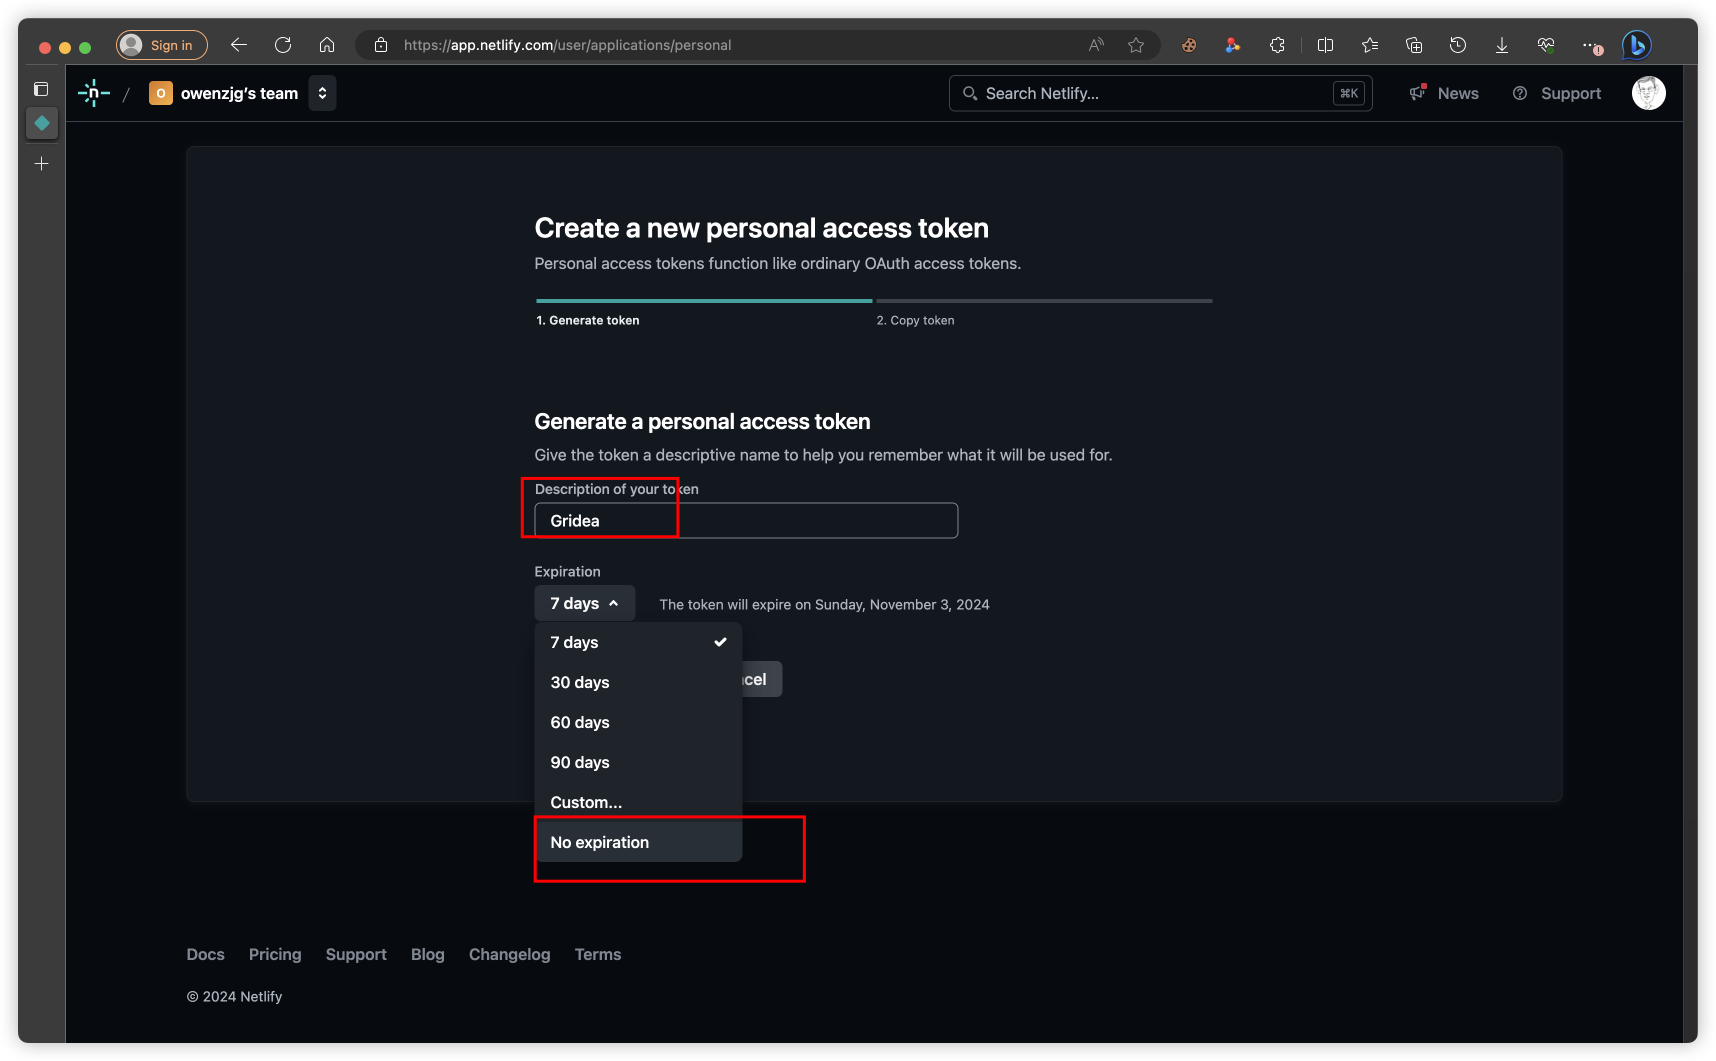 Sign in
https://app.netlify.com/user/applications/personal
n / O owenzjg's team
Search Netlify... ⌘K
News
Support
Create a new personal access token
Personal access tokens function like ordinary OAuth access tokens.
1. Generate token
2. Copy token
Generate a personal access token
Give the token a descriptive name to help you remember what it will be used for.
Description of your token
Gridea
Expiration
7 days
The token will expire on Sunday, November 3, 2024
7 days
30 days
cel
60 days
90 days
Custom...
No expiration
Docs Pricing Support Blog Changelog Terms
© 2024 Netlify